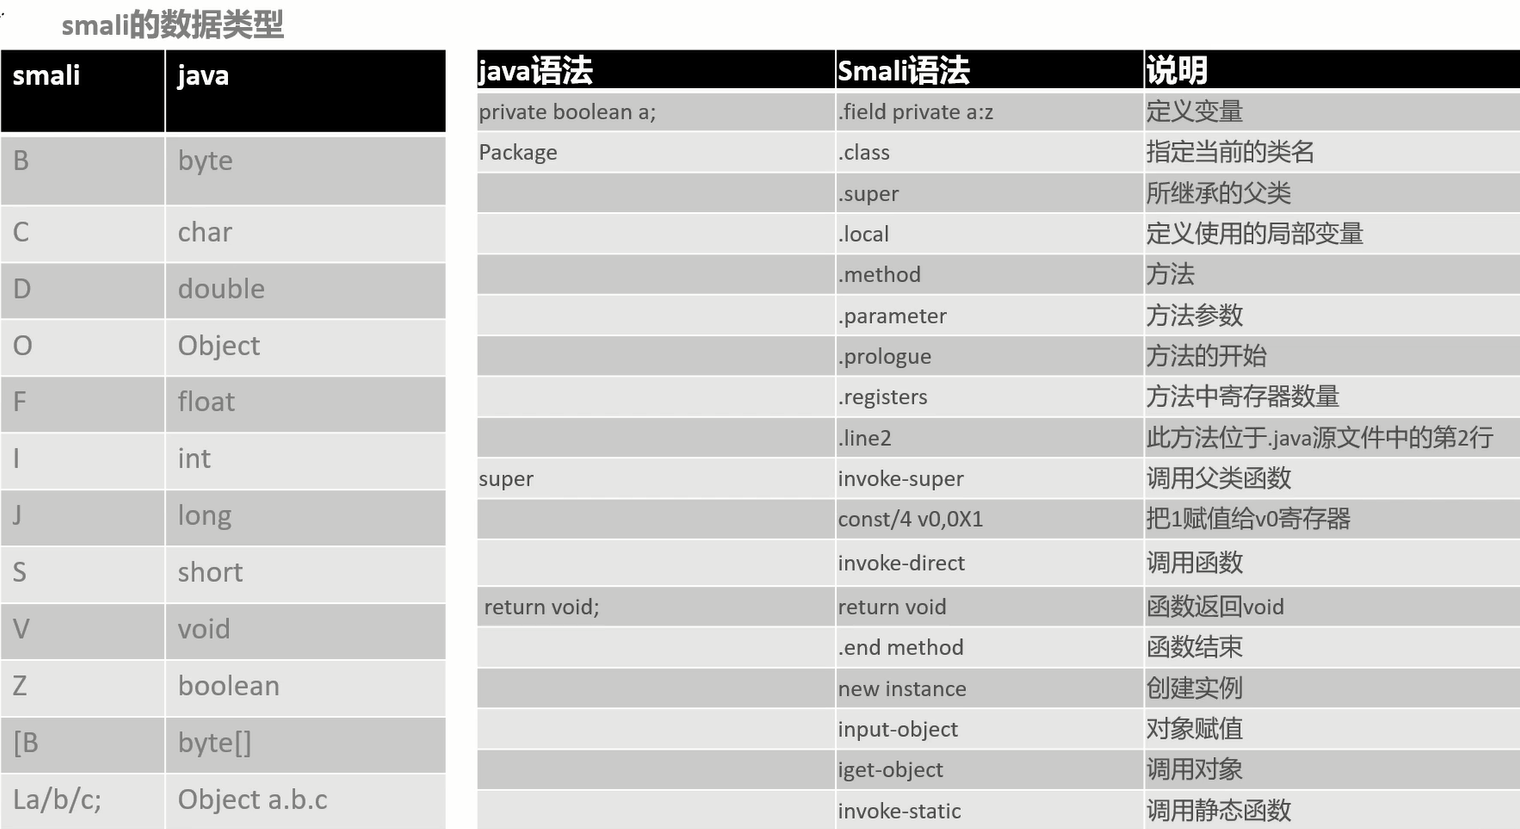 smali的数据类型
smali java
B byte
C char
D double
O Object
F float
I int
J long
S short
V void
Z boolean
[B byte[]
La/b/c; Object a.b.c
java语法 Smali语法 说明
private boolean a; .field private a:z 定义变量
Package .class 指定当前的类名
.super 所继承的父类
.local 定义使用的局部变量
.method 方法
.parameter 方法参数
.prologue 方法的开始
.registers 方法中寄存器数量
.line2 此方法位于.java源文件中的第2行
super invoke-super 调用父类函数
const/4 v0,0X1 把1赋值给v0寄存器
invoke-direct 调用函数
return void; return void 函数返回void
.end method 函数结束
new instance 创建实例
input-object 对象赋值
iget-object 调用对象
invoke-static 调用静态函数